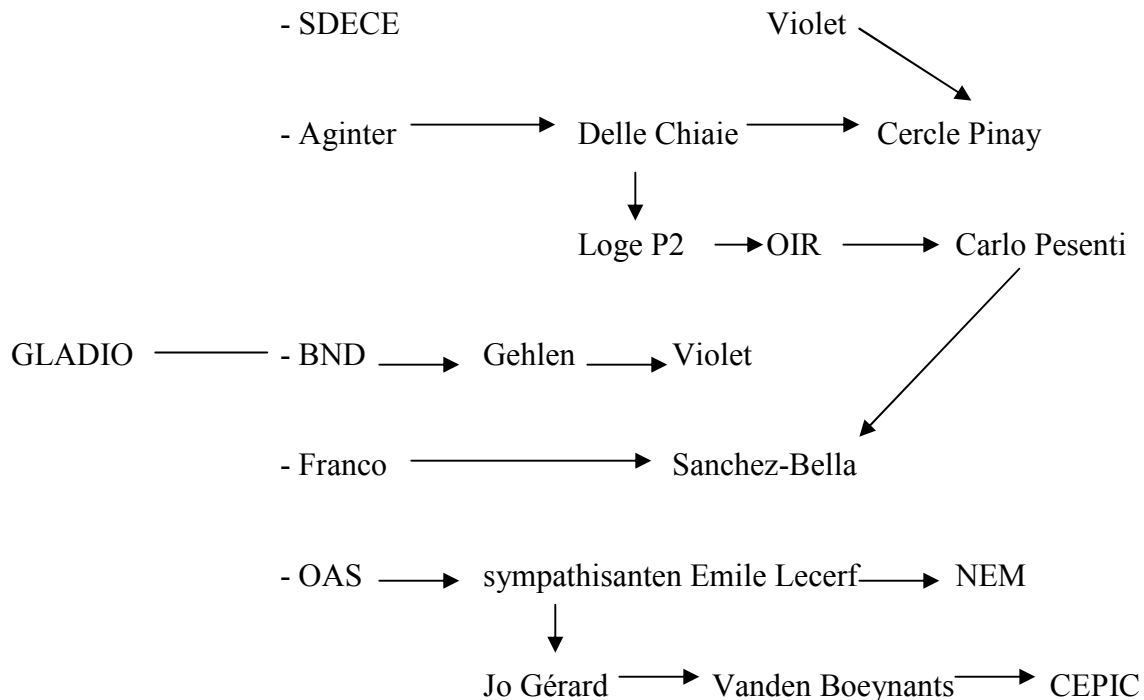 - SDECE Violet
- Aginter Delle Chiaie Cercle Pinay
Loge P2 OIR Carlo Pesenti
GLADIO - BND Gehlen Violet
- Franco Sanchez-Bella
- OAS sympathisanten Emile Lecerf NEM
Jo Gérard Vanden Boeynants CEPIC